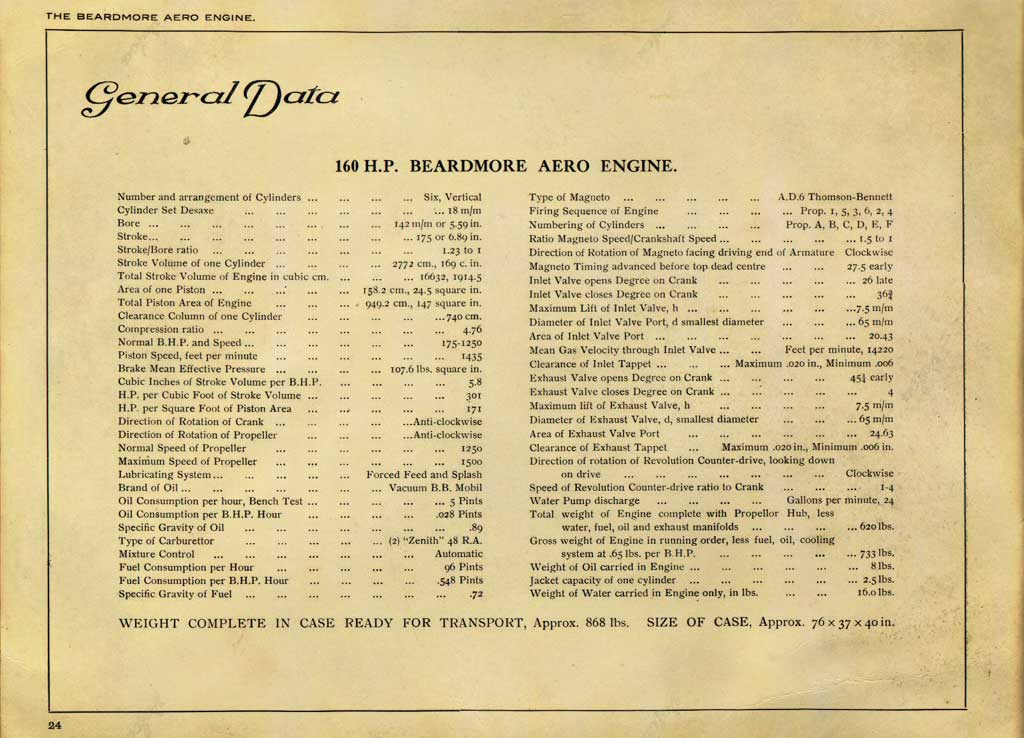 THE BEARDMORE AERO ENGINE.
General Data
160 H.P. BEARDMORE AERO ENGINE.
Number and arrangement of Cylinders ... ... ... Six, Vertical
Cylinder Set Desaxe ... ... ... ... ... ... ... 18 m/m
Bore ... ... ... ... ... ... ... 142 m/m or 5.59 in.
Stroke... ... ... ... ... ... ... ... ... 175 or 6.89 in.
Stroke/Bore ratio ... ... ... ... ... ... 1.23 to 1
Stroke Volume of one Cylinder ... ... ... ... 2772 cm., 169 c. in.
Total Stroke Volume of Engine in cubic cm. ... ... ... 16632, 1914.5
Area of one Piston ... ... ... ... 158.2 cm., 24.5 square in.
Total Piston Area of Engine ... ... ... 949.2 cm., 147 square in.
Clearance Column of one Cylinder ... ... ... ... ...740 cm.
Compression ratio ... ... ... ... ... ... ... ... 4.76
Normal B.H.P. and Speed ... ... ... ... ... ... 175-1250
Piston Speed, feet per minute ... ... ... ... ... ... 1435
Brake Mean Effective Pressure ... ... ... ... 107.6 lbs. square in.
Cubic Inches of Stroke Volume per B.H.P. ... ... ... ... 5.8
H.P. per Cubic Foot of Stroke Volume ... ... ... ... ... 301
H.P. per Square Foot of Piston Area ... ... ... ... ... 171
Direction of Rotation of Crank ... ... ... ... ...Anti-clockwise
Direction of Rotation of Propeller ... ... ... ...Anti-clockwise
Normal Speed of Propeller ... ... ... ... ... ... 1250
Maximum Speed of Propeller ... ... ... ... ... ... 1500
Lubricating System... ... ... ... ... Forced Feed and Splash
Brand of Oil ... ... ... ... ... ... ... Vacuum B.B. Mobil
Oil Consumption per hour, Bench Test ... ... ... ... ... 5 Pints
Oil Consumption per B.H.P. Hour ... ... ... ... .028 Pints
Specific Gravity of Oil ... ... ... ... ... ... ... .89
Type of Carburettor ... ... ... ... ... (2) "Zenith" 48 R.A.
Mixture Control ... ... ... ... ... ... ... Automatic
Fuel Consumption per Hour ... ... ... ... ... 96 Pints
Fuel Consumption per B.H.P. Hour ... ... ... ... .548 Pints
Specific Gravity of Fuel ... ... ... ... ... ... ... .72
Type of Magneto ... ... ... ... ... A.D.6 Thomson-Bennett
Firing Sequence of Engine ... ... ... ... Prop. 1, 5, 3, 6, 2, 4
Numbering of Cylinders ... ... ... ... Prop. A, B, C, D, E, F
Ratio Magneto Speed/Crankshaft Speed ... ... ... ... ... 1.5 to 1
Direction of Rotation of Magneto facing driving end of Armature Clockwise
Magneto Timing advanced before top dead centre ... ... 27.5 early
Inlet Valve opens Degree on Crank ... ... ... ... ... 26 late
Inlet Valve closes Degree on Crank ... ... ... ... 36¾
Maximum Lift of Inlet Valve, h ... ... ... ... ... ...7.5 m/m
Diameter of Inlet Valve Port, d smallest diameter ... ... ... 65 m/m
Area of Inlet Valve Port ... ... ... ... ... ... ... 20.43
Mean Gas Velocity through Inlet Valve ... ... Feet per minute, 14220
Clearance of Inlet Tappet ... ... ... Maximum .020 in., Minimum .006
Exhaust Valve opens Degree on Crank ... ... ... ... 45¼ early
Exhaust Valve closes Degree on Crank ... ... ... ... ... 4
Maximum lift of Exhaust Valve, h ... ... ... ... 7.5 m/m
Diameter of Exhaust Valve, d, smallest diameter ... ... ... 65 m/m
Area of Exhaust Valve Port ... ... ... ... ... ... 24.63
Clearance of Exhaust Tappet ... Maximum .020 in., Minimum .006 in.
Direction of rotation of Revolution Counter-drive, looking down
on drive ... ... ... ... ... ... Clockwise
Speed of Revolution Counter-drive ratio to Crank ... ... ... 1-4
Water Pump discharge ... ... ... ... ... Gallons per minute, 24
Total weight of Engine complete with Propellor Hub, less
water, fuel, oil and exhaust manifolds ... ... ... ... 620 lbs.
Gross weight of Engine in running order, less fuel, oil, cooling
system at .65 lbs. per B.H.P. ... ... ... ... ... 733 lbs.
Weight of Oil carried in Engine ... ... ... ... ... ... 8 lbs.
Jacket capacity of one cylinder ... ... ... ... ... ... 2.5 lbs.
Weight of Water carried in Engine only, in lbs. ... ... 16.0 lbs.
WEIGHT COMPLETE IN CASE READY FOR TRANSPORT, Approx. 868 lbs. SIZE OF CASE, Approx. 76 x 37 x 40 in.
24